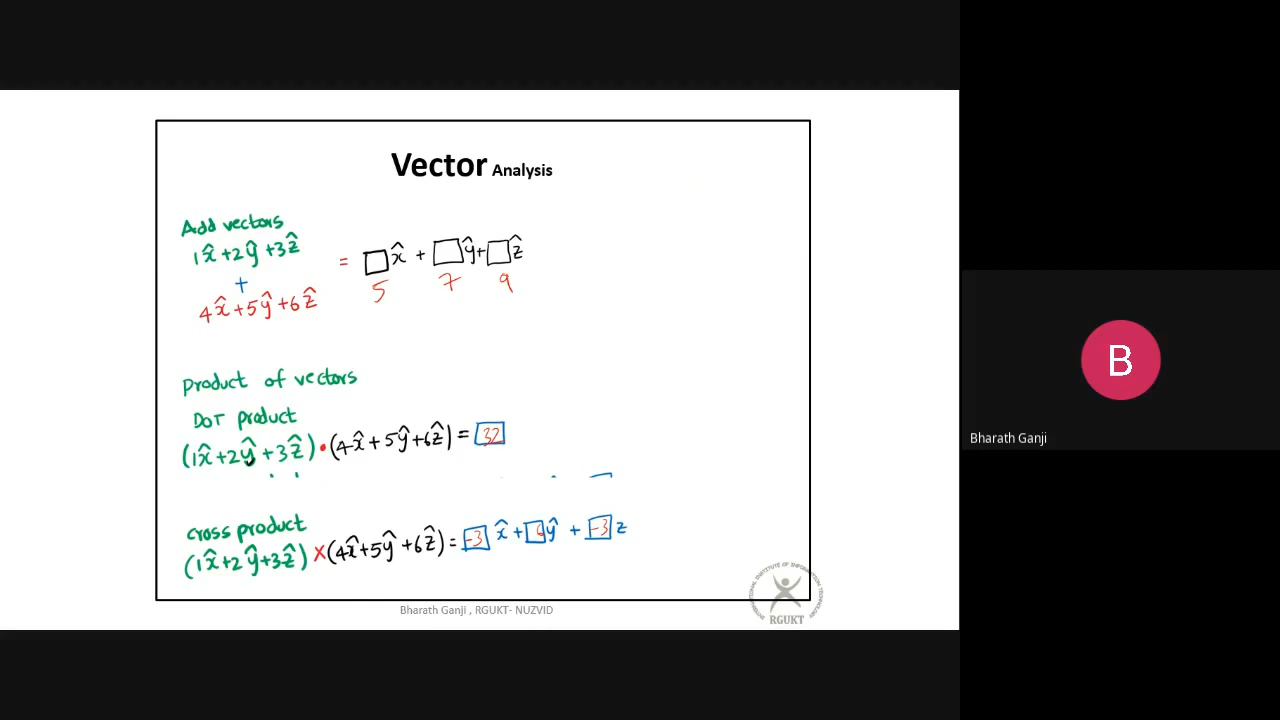 Vector Analysis
Add vectors
1x̂+2ŷ+3ẑ
+
4x̂+5ŷ+6ẑ
= □x̂ + □ŷ+□ẑ
5 7 9
product of vectors
DOT product
(1x̂+2ŷ+3ẑ)•(4x̂+5ŷ+6ẑ)= 32
cross product
(1x̂+2ŷ+3ẑ)×(4x̂+5ŷ+6ẑ)= -3 x̂+ 6 ŷ + -3 z
Bharath Ganji , RGUKT- NUZVID
RGUKT
B
Bharath Ganji